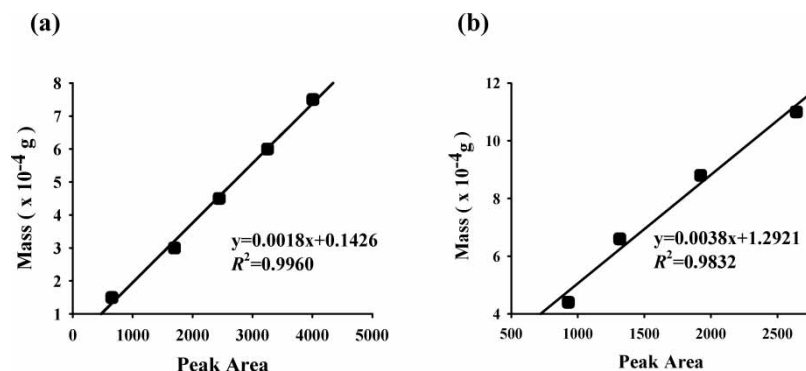 (a)
8
7
6
5
4
3
2
1
Mass ( x 10⁻⁴ g )
y=0.0018x+0.1426
R²=0.9960
0 1000 2000 3000 4000 5000
Peak Area
(b)
12
10
8
6
4
Mass ( x 10⁻⁴g )
y=0.0038x+1.2921
R²=0.9832
500 1000 1500 2000 2500
Peak Area